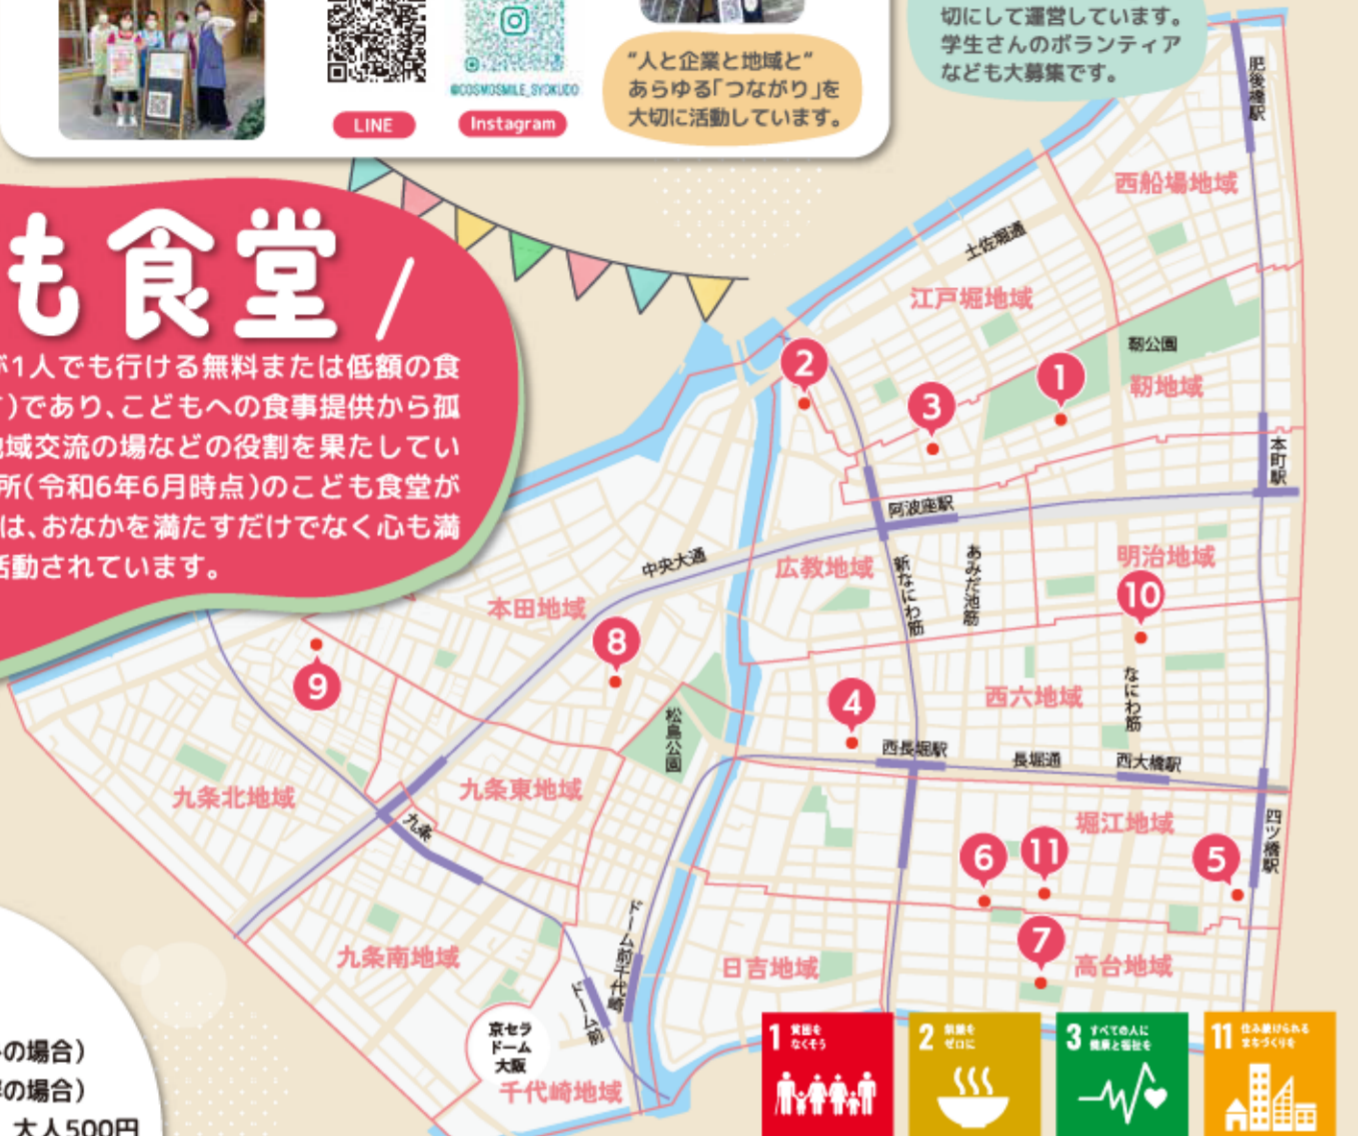 LINE
@COSMOSMILE_SYOKUDO
Instagram
“人と企業と地域と”
あらゆる「つながり」を
大切に活動しています。
切にして運営しています。
学生さんのボランティア
なども大募集です。
も食堂
が1人でも行ける無料または低額の食
)であり、こどもへの食事提供から孤
地域交流の場などの役割を果たしてい
所(令和6年6月時点)のこども食堂が
は、おなかを満たすだけでなく心も満
活動されています。
肥後橋駅
西船場地域
土佐堀通
江戸堀地域
靭公園
靭地域
2
1
3
本町駅
阿波座駅
中央大通
広教地域
新なにわ筋
あみだ池筋
明治地域
10
本田地域
8
9
4
西六地域
なにわ筋
松島公園
西長堀駅
長堀通
西大橋駅
九条北地域
九条東地域
九条
堀江地域
四ツ橋駅
6
11
5
7
九条南地域
ドーム前千代崎
ドーム前
日吉地域
高台地域
京セラ
ドーム
大阪
千代崎地域
の場合)
の場合)
大人500円
1 貧困を
なくそう
2 飢餓を
ゼロに
3 すべての人に
健康と福祉を
11 住み続けられる
まちづくりを